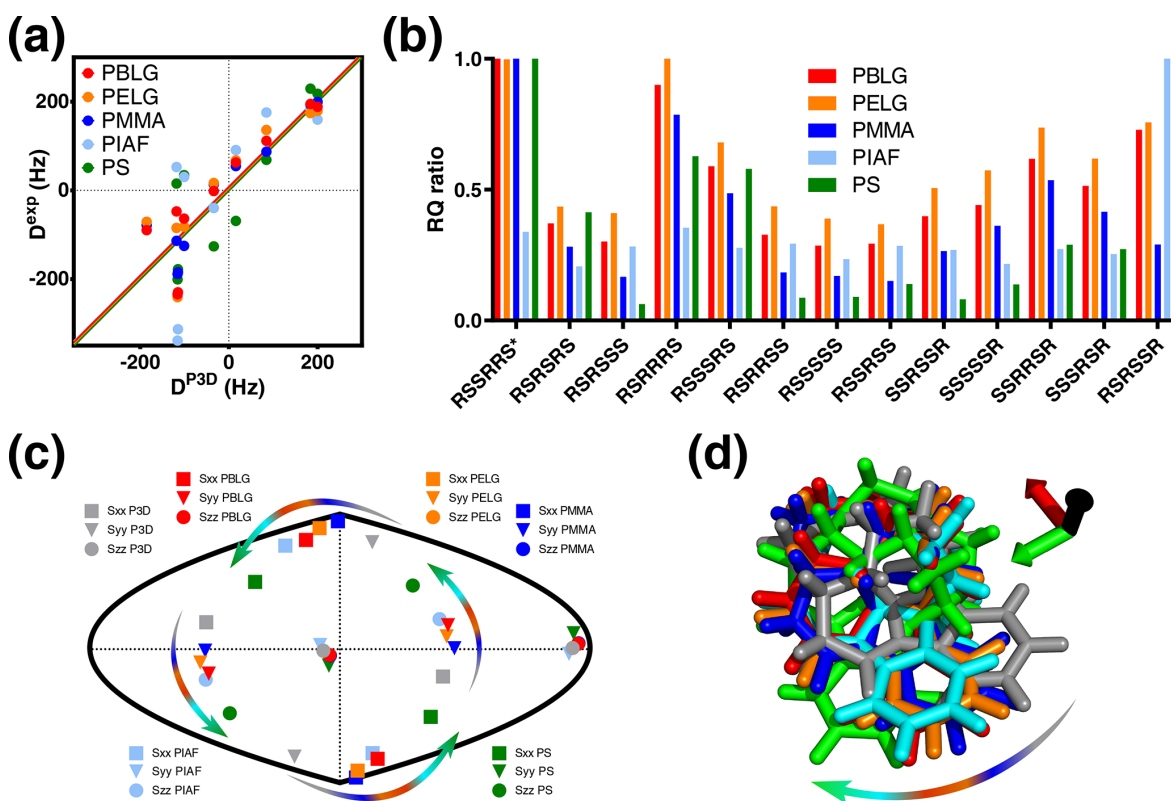 (a)
PBLG
PELG
PMMA
PIAF
PS
200
0
-200
-200 0 200
Dexp (Hz)
DP3D (Hz)
(b)
RQ ratio
1.0
0.5
0.0
PBLG
PELG
PMMA
PIAF
PS
RSSRRS*
RSRSRS
RSRRSS
RSRRRS
RSSSRS
RSRRSS
RSSSSS
RSSRSS
SSRSSR
SSSSSR
SSRRSR
SSSRSR
RSRSSR
(c)
Sxx PBLG
Syy PBLG
Szz PBLG
Sxx PELG
Syy PELG
Szz PELG
Sxx P3D
Syy P3D
Szz P3D
Sxx PMMA
Syy PMMA
Szz PMMA
Sxx PIAF
Syy PIAF
Szz PIAF
Sxx PS
Syy PS
Szz PS
(d)